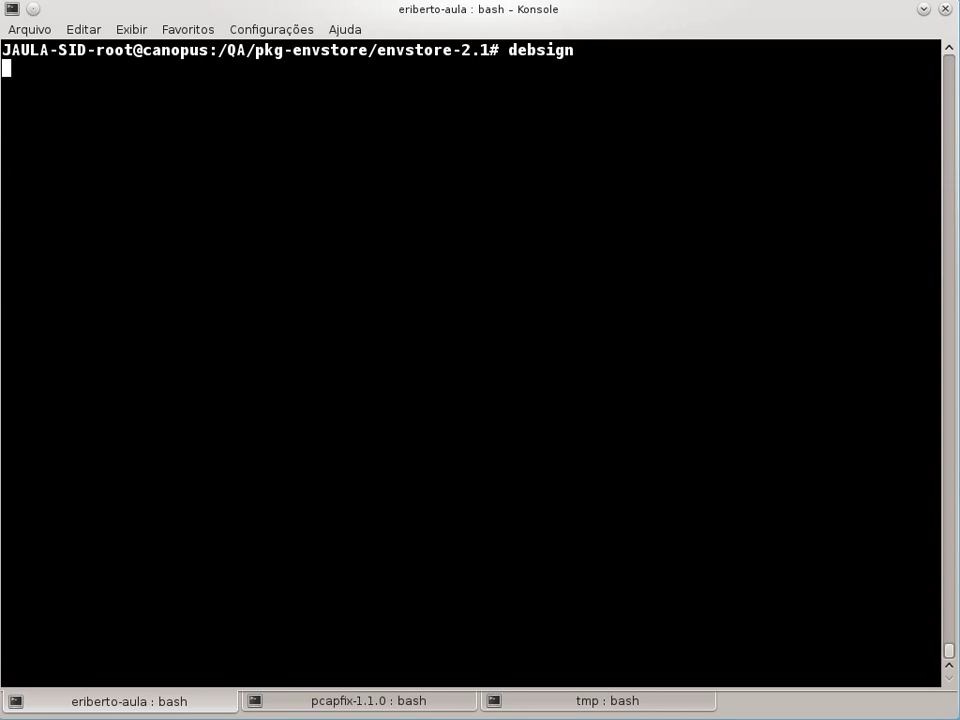 eriberto-aula : bash – Konsole
Arquivo Editar Exibir Favoritos Configurações Ajuda
JAULA-SID-root@canopus:/QA/pkg-envstore/envstore-2.1# debsign
eriberto-aula : bash pcapfix-1.1.0 : bash tmp : bash